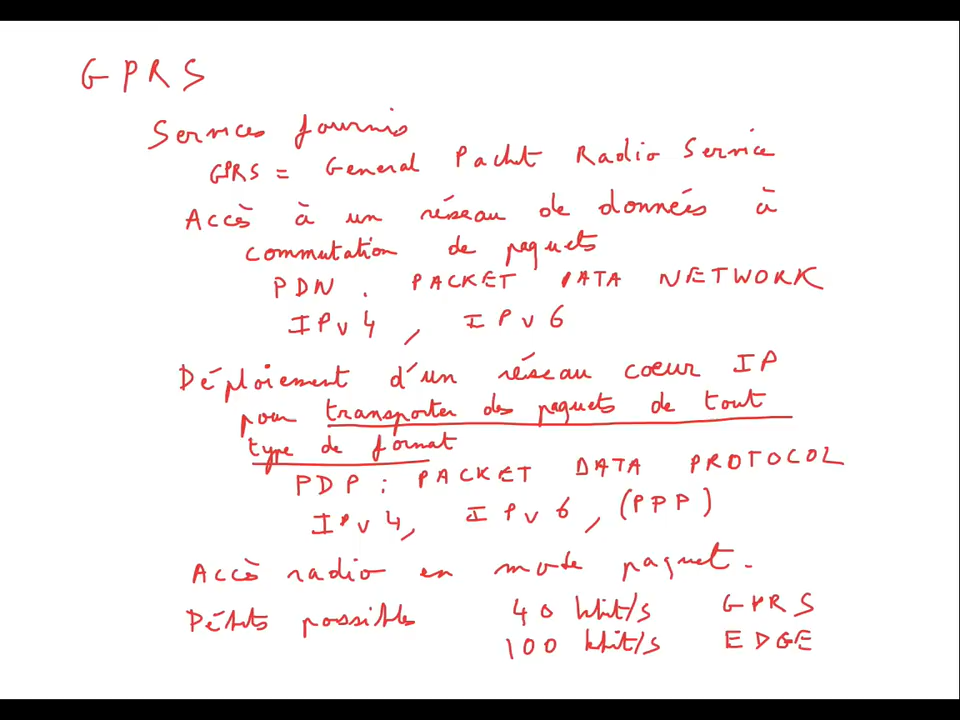 GPRS
Services fournis
GPRS = General Packet Radio Service
Accès à un réseau de données à
commutation de paquets
PDN : PACKET DATA NETWORK
IPv4, IPv6
Déploiement d'un réseau coeur IP
pour transporter des paquets de tout
type de format
PDP : PACKET DATA PROTOCOL
IPv4, IPv6, (PPP)
Accès radio en mode paquet.
Débits possibles 40 kbit/s GPRS
100 kbit/s EDGE